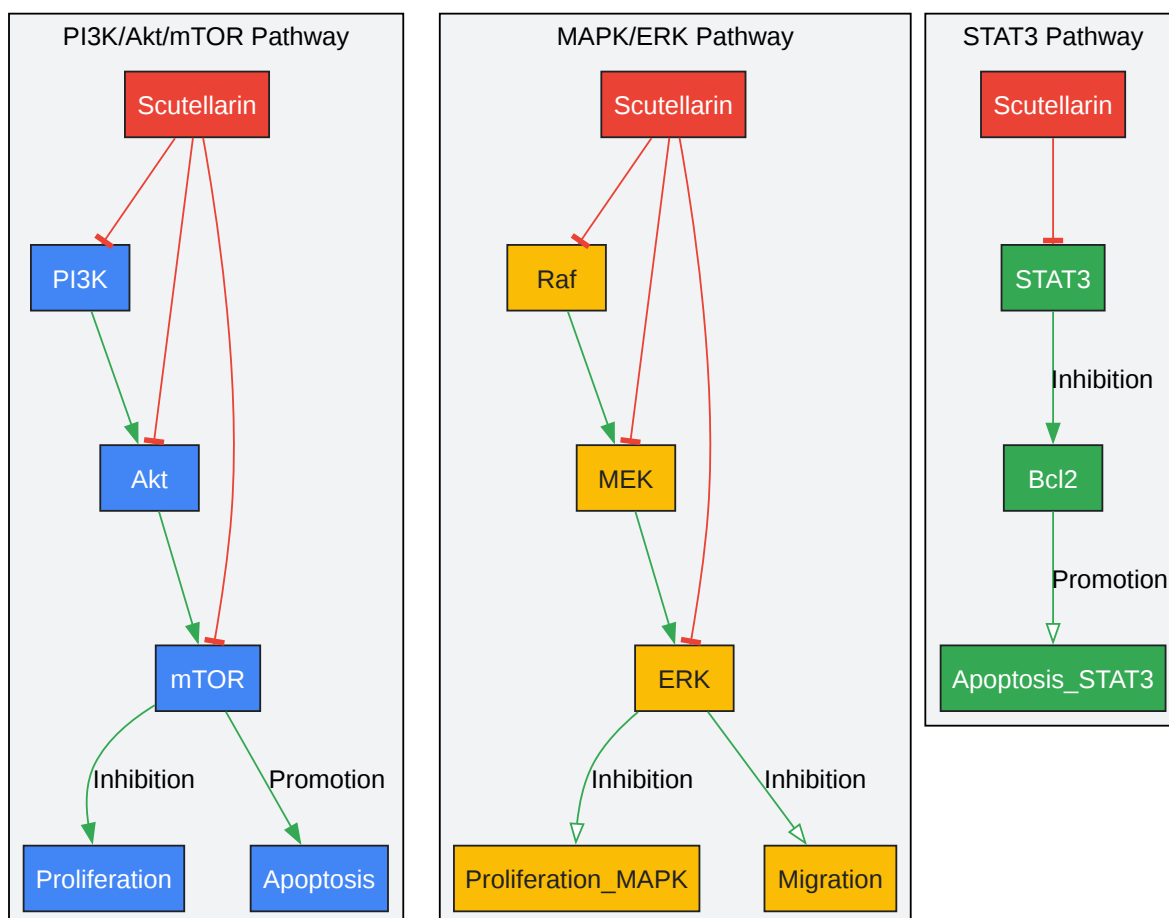 PI3K/Akt/mTOR Pathway
Scutellarin
PI3K
Akt
mTOR
Inhibition
Promotion
Proliferation
Apoptosis
MAPK/ERK Pathway
Scutellarin
Raf
MEK
ERK
Inhibition
Inhibition
Proliferation_MAPK
Migration
STAT3 Pathway
Scutellarin
STAT3
Inhibition
Bcl2
Promotion
Apoptosis_STAT3